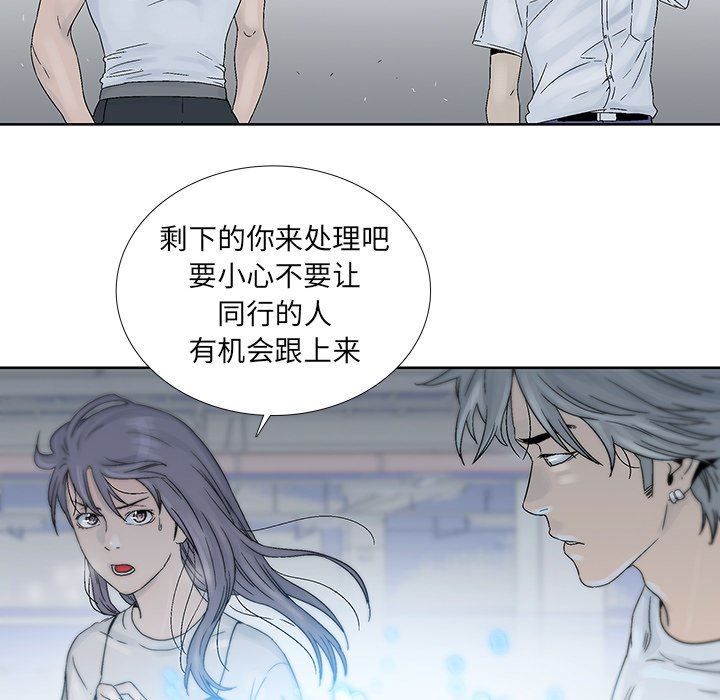 剩下的你来处理吧
要小心不要让
同行的人
有机会跟上来